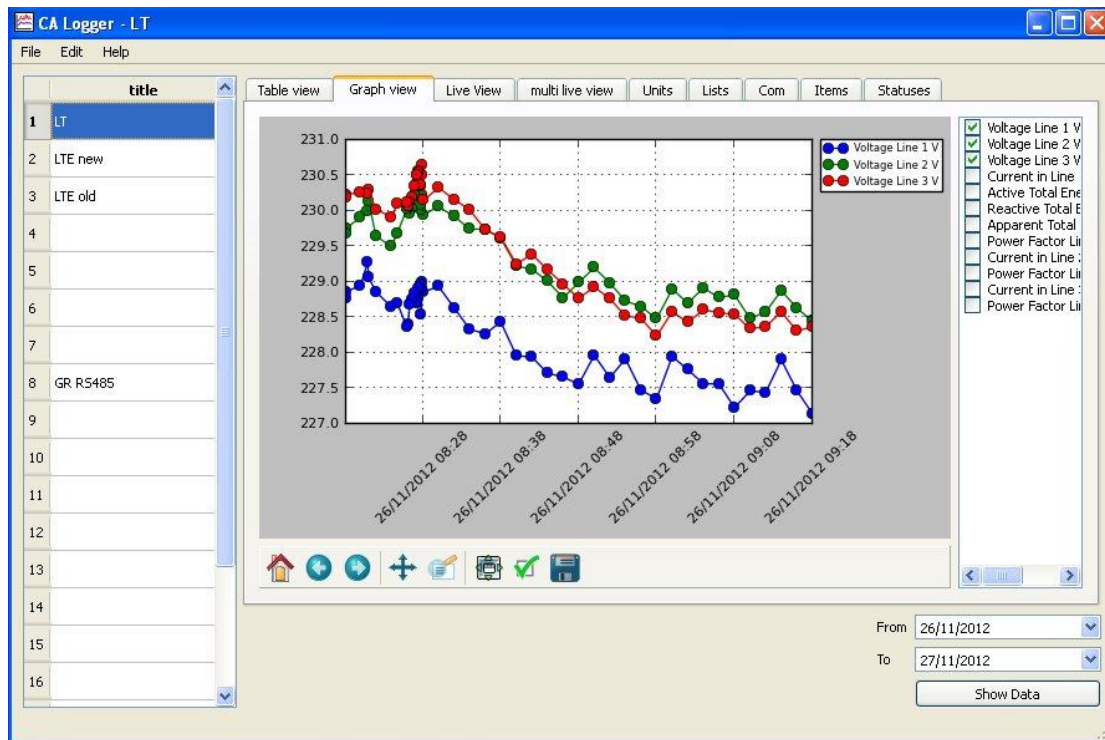 CA Logger - LT
File Edit Help
title
1 LT
2 LTE new
3 LTE old
4
5
6
7
8 GR RS485
9
10
11
12
13
14
15
16
Table view Graph view Live View multi live view Units Lists Com Items Statuses
231.0
230.5
230.0
229.5
229.0
228.5
228.0
227.5
227.0
26/11/2012 08:28
26/11/2012 08:38
26/11/2012 08:48
26/11/2012 08:58
26/11/2012 09:08
26/11/2012 09:18
Voltage Line 1 V
Voltage Line 2 V
Voltage Line 3 V
Voltage Line 1 V
Voltage Line 2 V
Voltage Line 3 V
Current in Line
Active Total Ene
Reactive Total E
Apparent Total
Power Factor Li
Current in Line
Power Factor Li
Current in Line
Power Factor Li
From 26/11/2012
To 27/11/2012
Show Data